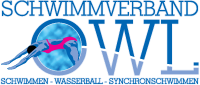 SCHWIMMVERBAND
OWL
SCHWIMMEN - WASSERBALL - SYNCHRONSCHWIMMEN